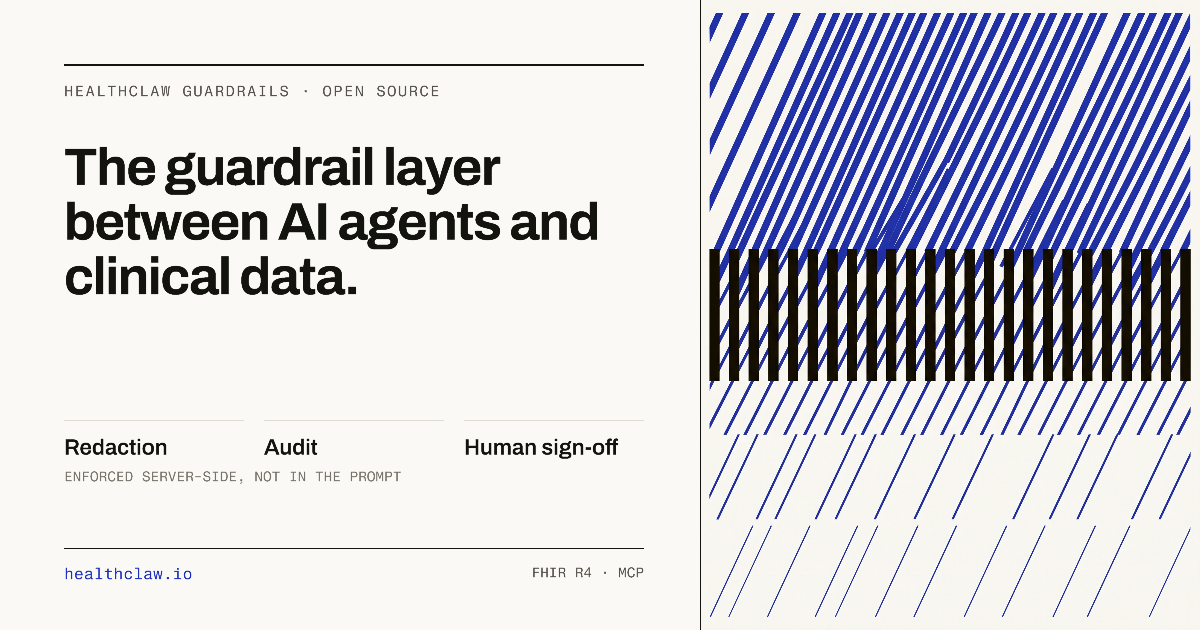 HEALTHCLAW GUARDRAILS · OPEN SOURCE
The guardrail layer
between AI agents and
clinical data.
Redaction
Audit
Human sign-off
ENFORCED SERVER-SIDE, NOT IN THE PROMPT
healthclaw.io
FHIR R4 · MCP